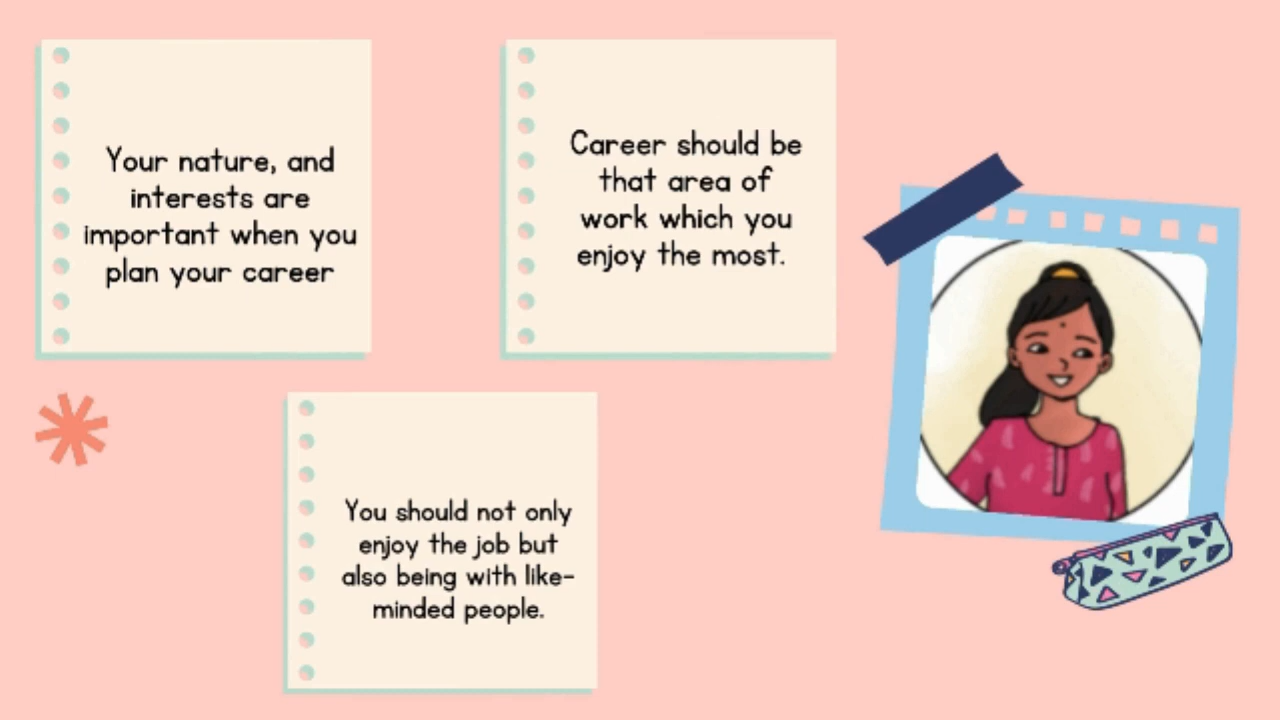 Your nature, and
interests are
important when you
plan your career
Career should be
that area of
work which you
enjoy the most.
You should not only
enjoy the job but
also being with like-
minded people.